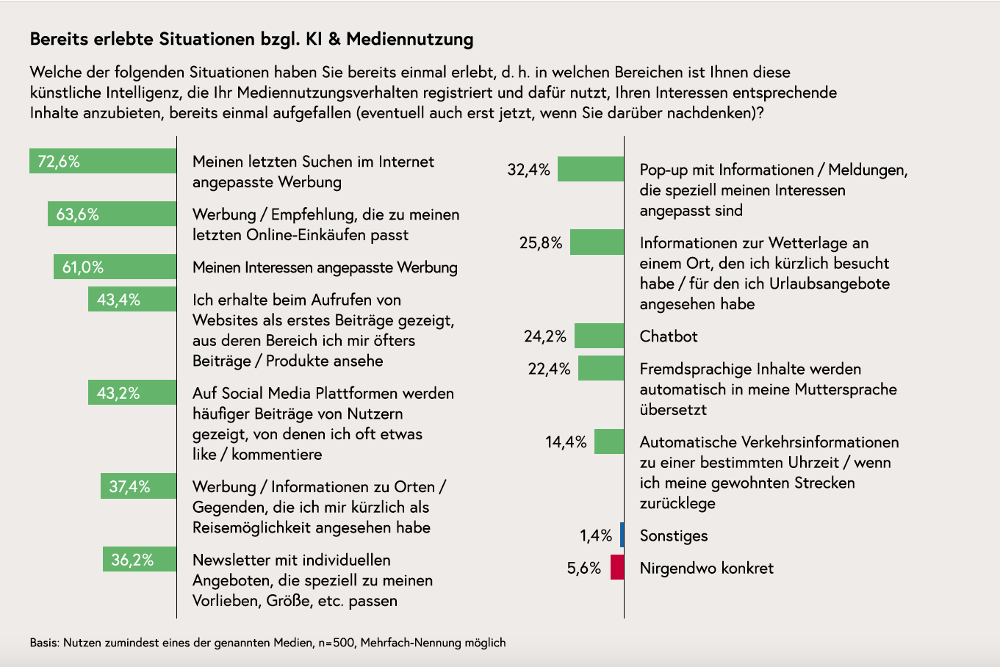 Bereits erlebte Situationen bzgl. KI & Mediennutzung
Welche der folgenden Situationen haben Sie bereits einmal erlebt, d. h. in welchen Bereichen ist Ihnen diese
künstliche Intelligenz, die Ihr Mediennutzungsverhalten registriert und dafür nutzt, Ihren Interessen entsprechende
Inhalte anzubieten, bereits einmal aufgefallen (eventuell auch erst jetzt, wenn Sie darüber nachdenken)?
72,6% Meinen letzten Suchen im Internet
angepasste Werbung
63,6% Werbung / Empfehlung, die zu meinen
letzten Online-Einkäufen passt
61,0% Meinen Interessen angepasste Werbung
43,4% Ich erhalte beim Aufrufen von
Websites als erstes Beiträge gezeigt,
aus deren Bereich ich mir öfters
Beiträge / Produkte ansehe
43,2% Auf Social Media Plattformen werden
häufiger Beiträge von Nutzern
gezeigt, von denen ich oft etwas
like / kommentiere
37,4% Werbung / Informationen zu Orten /
Gegenden, die ich mir kürzlich als
Reisemöglichkeit angesehen habe
36,2% Newsletter mit individuellen
Angeboten, die speziell zu meinen
Vorlieben, Größe, etc. passen
32,4% Pop-up mit Informationen / Meldungen,
die speziell meinen Interessen
angepasst sind
25,8% Informationen zur Wetterlage an
einem Ort, den ich kürzlich besucht
habe / für den ich Urlaubsangebote
angesehen habe
24,2% Chatbot
22,4% Fremdsprachige Inhalte werden
automatisch in meine Muttersprache
übersetzt
14,4% Automatische Verkehrsinformationen
zu einer bestimmten Uhrzeit / wenn
ich meine gewohnten Strecken
zurücklege
1,4% Sonstiges
5,6% Nirgendwo konkret
Basis: Nutzen zumindest eines der genannten Medien, n=500, Mehrfach-Nennung möglich